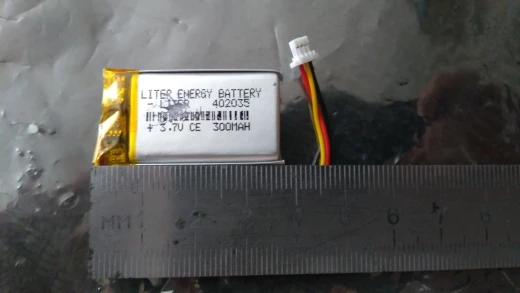 LITER ENERGY BATTERY
- LITER 402035
+ 3.7V CE 300MAH
MM 6 7 8